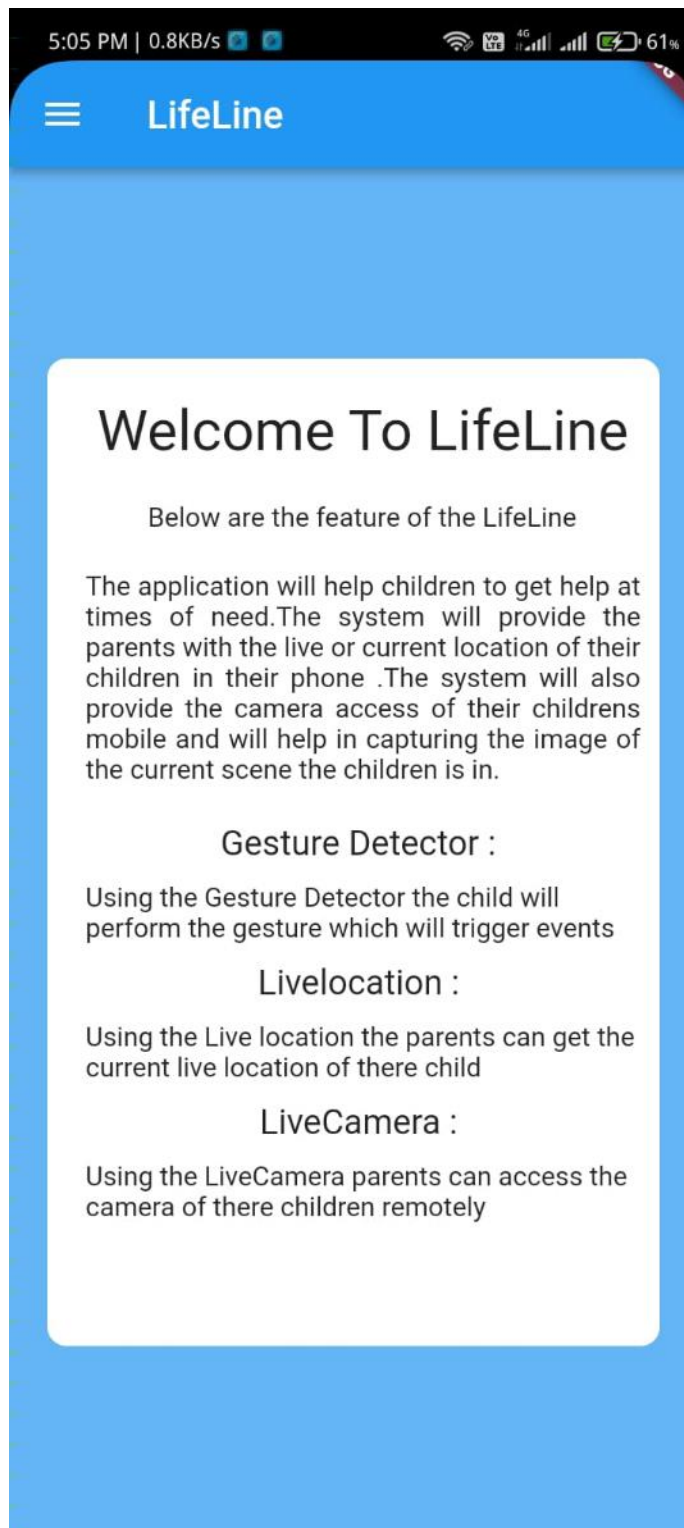 5:05 PM | 0.8KB/s 4G Vo LTE 61%
LifeLine
Welcome To LifeLine
Below are the feature of the LifeLine
The application will help children to get help at
times of need.The system will provide the
parents with the live or current location of their
children in their phone .The system will also
provide the camera access of their childrens
mobile and will help in capturing the image of
the current scene the children is in.
Gesture Detector :
Using the Gesture Detector the child will
perform the gesture which will trigger events
Livelocation :
Using the Live location the parents can get the
current live location of there child
LiveCamera :
Using the LiveCamera parents can access the
camera of there children remotely